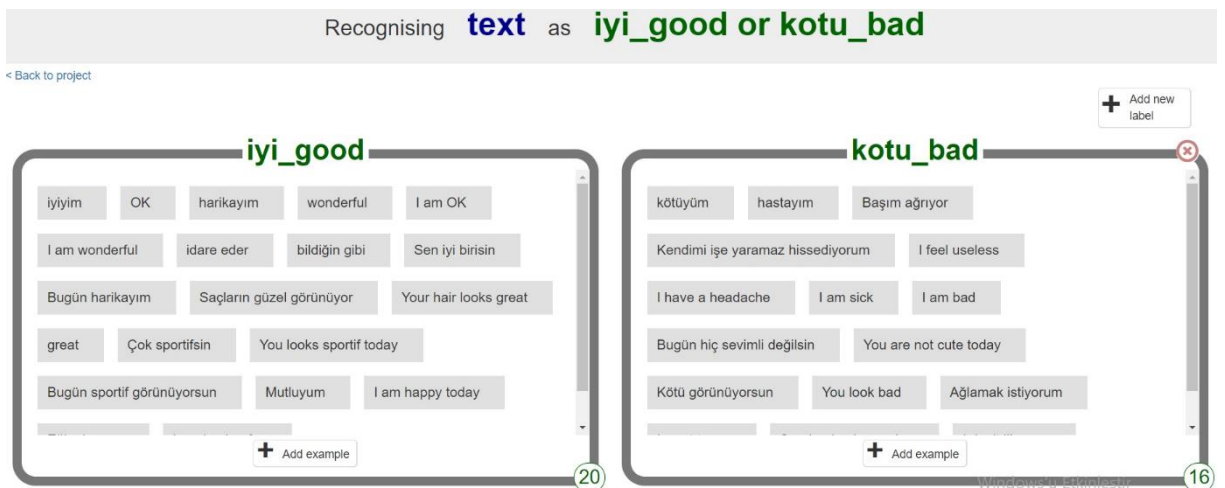 Recognising text as iyi_good or kotu_bad
< Back to project
+ Add new
label
iyi_good
iyiyim OK harikayım wonderful I am OK
I am wonderful idare eder bildiğin gibi Sen iyi birisin
Bugün harikayım Saçların güzel görünüyor Your hair looks great
great Çok sportifsin You looks sportif today
Bugün sportif görünüyorsun Mutluyum I am happy today
+ Add example
20
kotu_bad
kötüyüm hastayım Başım ağrıyor
Kendimi işe yaramaz hissediyorum I feel useless
I have a headache I am sick I am bad
Bugün hiç sevimli değilsin You are not cute today
Kötü görünüyorsun You look bad Ağlamak istiyorum
+ Add example
16
Windows'u Etkinleştir